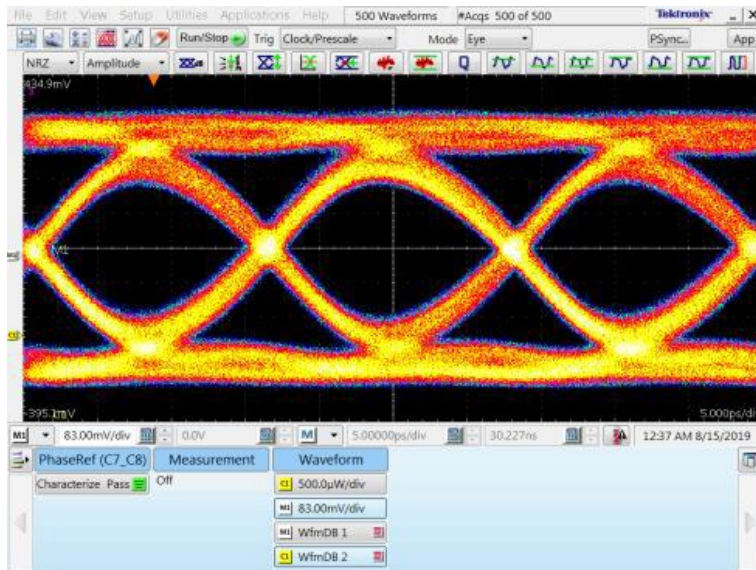 File Edit View Setup Utilities Applications Help 500 Waveforms #Acqs 500 of 500 Tektronix
Run/Stop Trig Clock/Prescale Mode Eye PSync.. App
NRZ Amplitude
434.9mV
M1
-395.1mV 5.000ps/div
M1 83.00mV/div 0.0V M 5.00000ps/div 30.227ns 12:37 AM 8/15/2019
PhaseRef (C7_C8) Measurement Waveform
Characterize Pass Off C1 500.0µW/div
M1 83.00mV/div
M1 WfmDB 1
C1 WfmDB 2